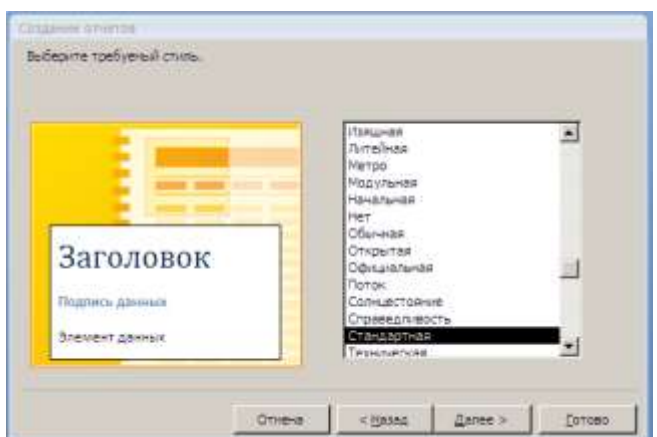 Создание отчетов
Выберите требуемый стиль.
Заголовок
Подпись данных
Элемент данных
Изящная
Литейная
Метро
Модульная
Начальная
Нет
Обычная
Открытая
Официальная
Поток
Солнцестояние
Справедливость
Стандартная
Техническая
Отмена
< Назад
Далее >
Готово